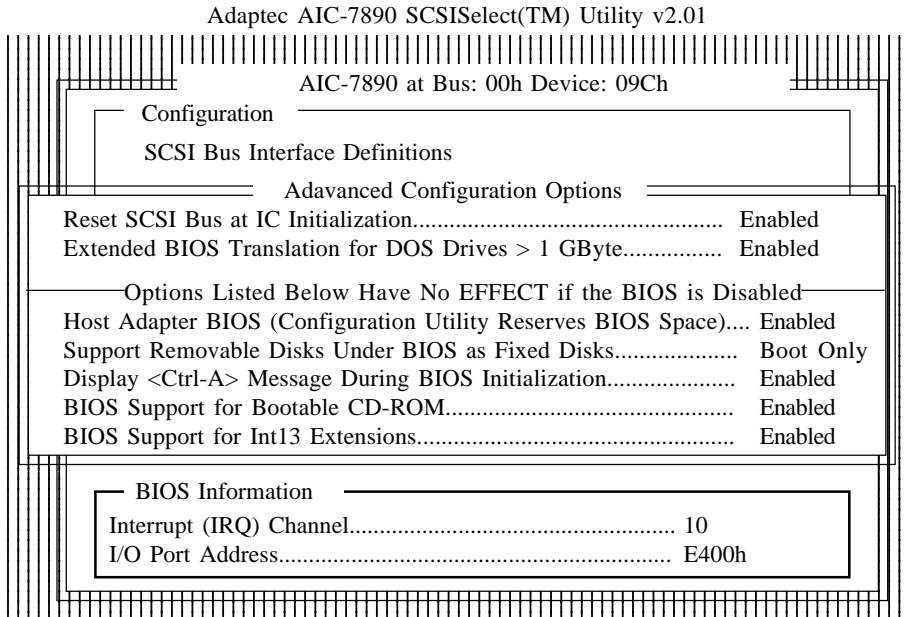 Adaptec AIC-7890 SCSISelect(TM) Utility v2.01
AIC-7890 at Bus: 00h Device: 09Ch
Configuration
SCSI Bus Interface Definitions
Adavanced Configuration Options
Reset SCSI Bus at IC Initialization.................................................... Enabled
Extended BIOS Translation for DOS Drives > 1 GByte................. Enabled
Options Listed Below Have No EFFECT if the BIOS is Disabled
Host Adapter BIOS (Configuration Utility Reserves BIOS Space).... Enabled
Support Removable Disks Under BIOS as Fixed Disks..................... Boot Only
Display <Ctrl-A> Message During BIOS Initialization...................... Enabled
BIOS Support for Bootable CD-ROM................................................ Enabled
BIOS Support for Int13 Extensions..................................................... Enabled
BIOS Information
Interrupt (IRQ) Channel...................................................... 10
I/O Port Address.................................................................. E400h